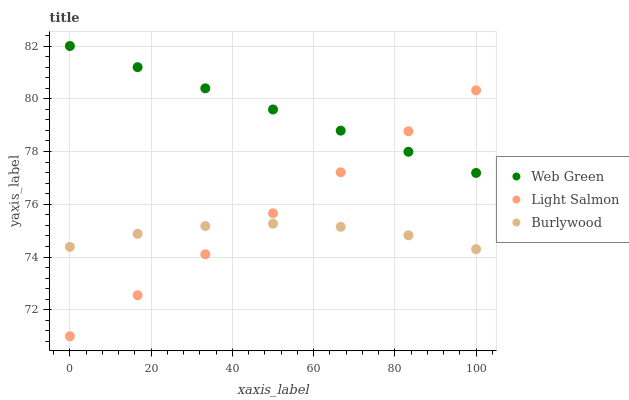 title
82
80
78
76
74
72
0 20 40 60 80 100
xaxis_label
yaxis_label
Web Green
Light Salmon
Burlywood